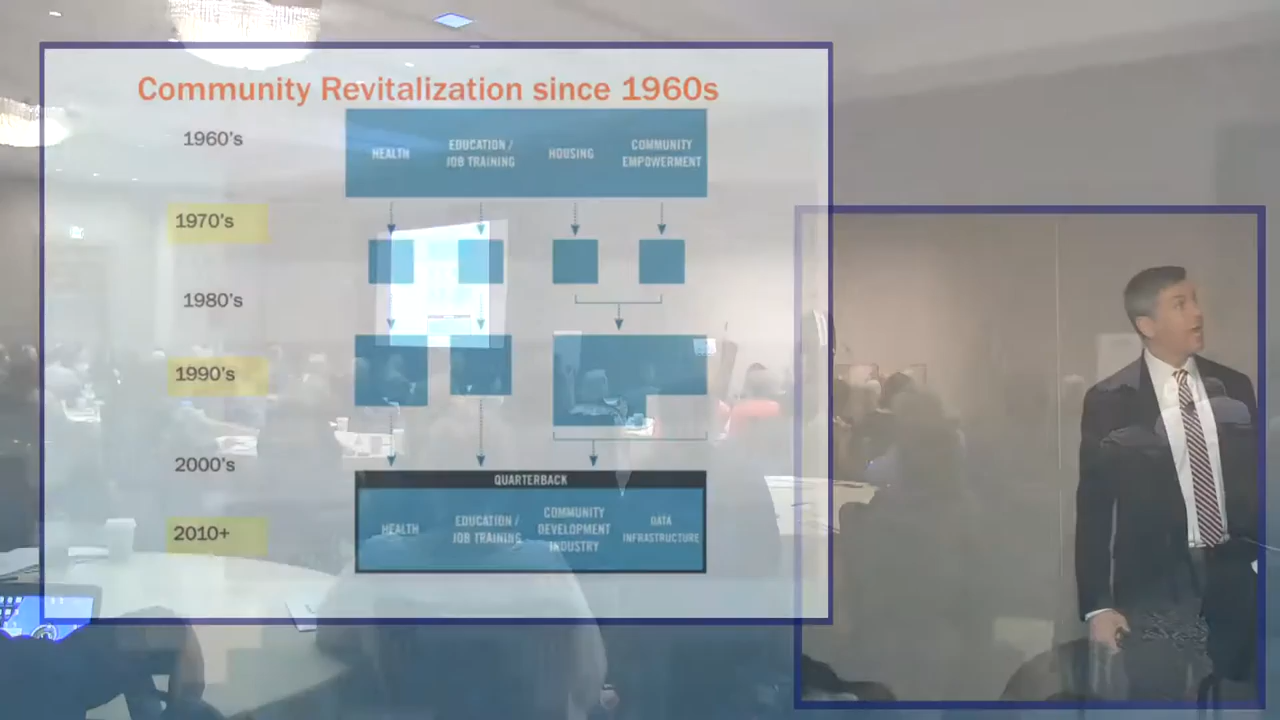 Community Revitalization since 1960s
1960's
HEALTH
EDUCATION /
JOB TRAINING
HOUSING
COMMUNITY
EMPOWERMENT
1970's
1980's
1990's
2000's
QUARTERBACK
2010+
HEALTH
EDUCATION /
JOB TRAINING
COMMUNITY
DEVELOPMENT
INDUSTRY
DATA
INFRASTRUCTURE